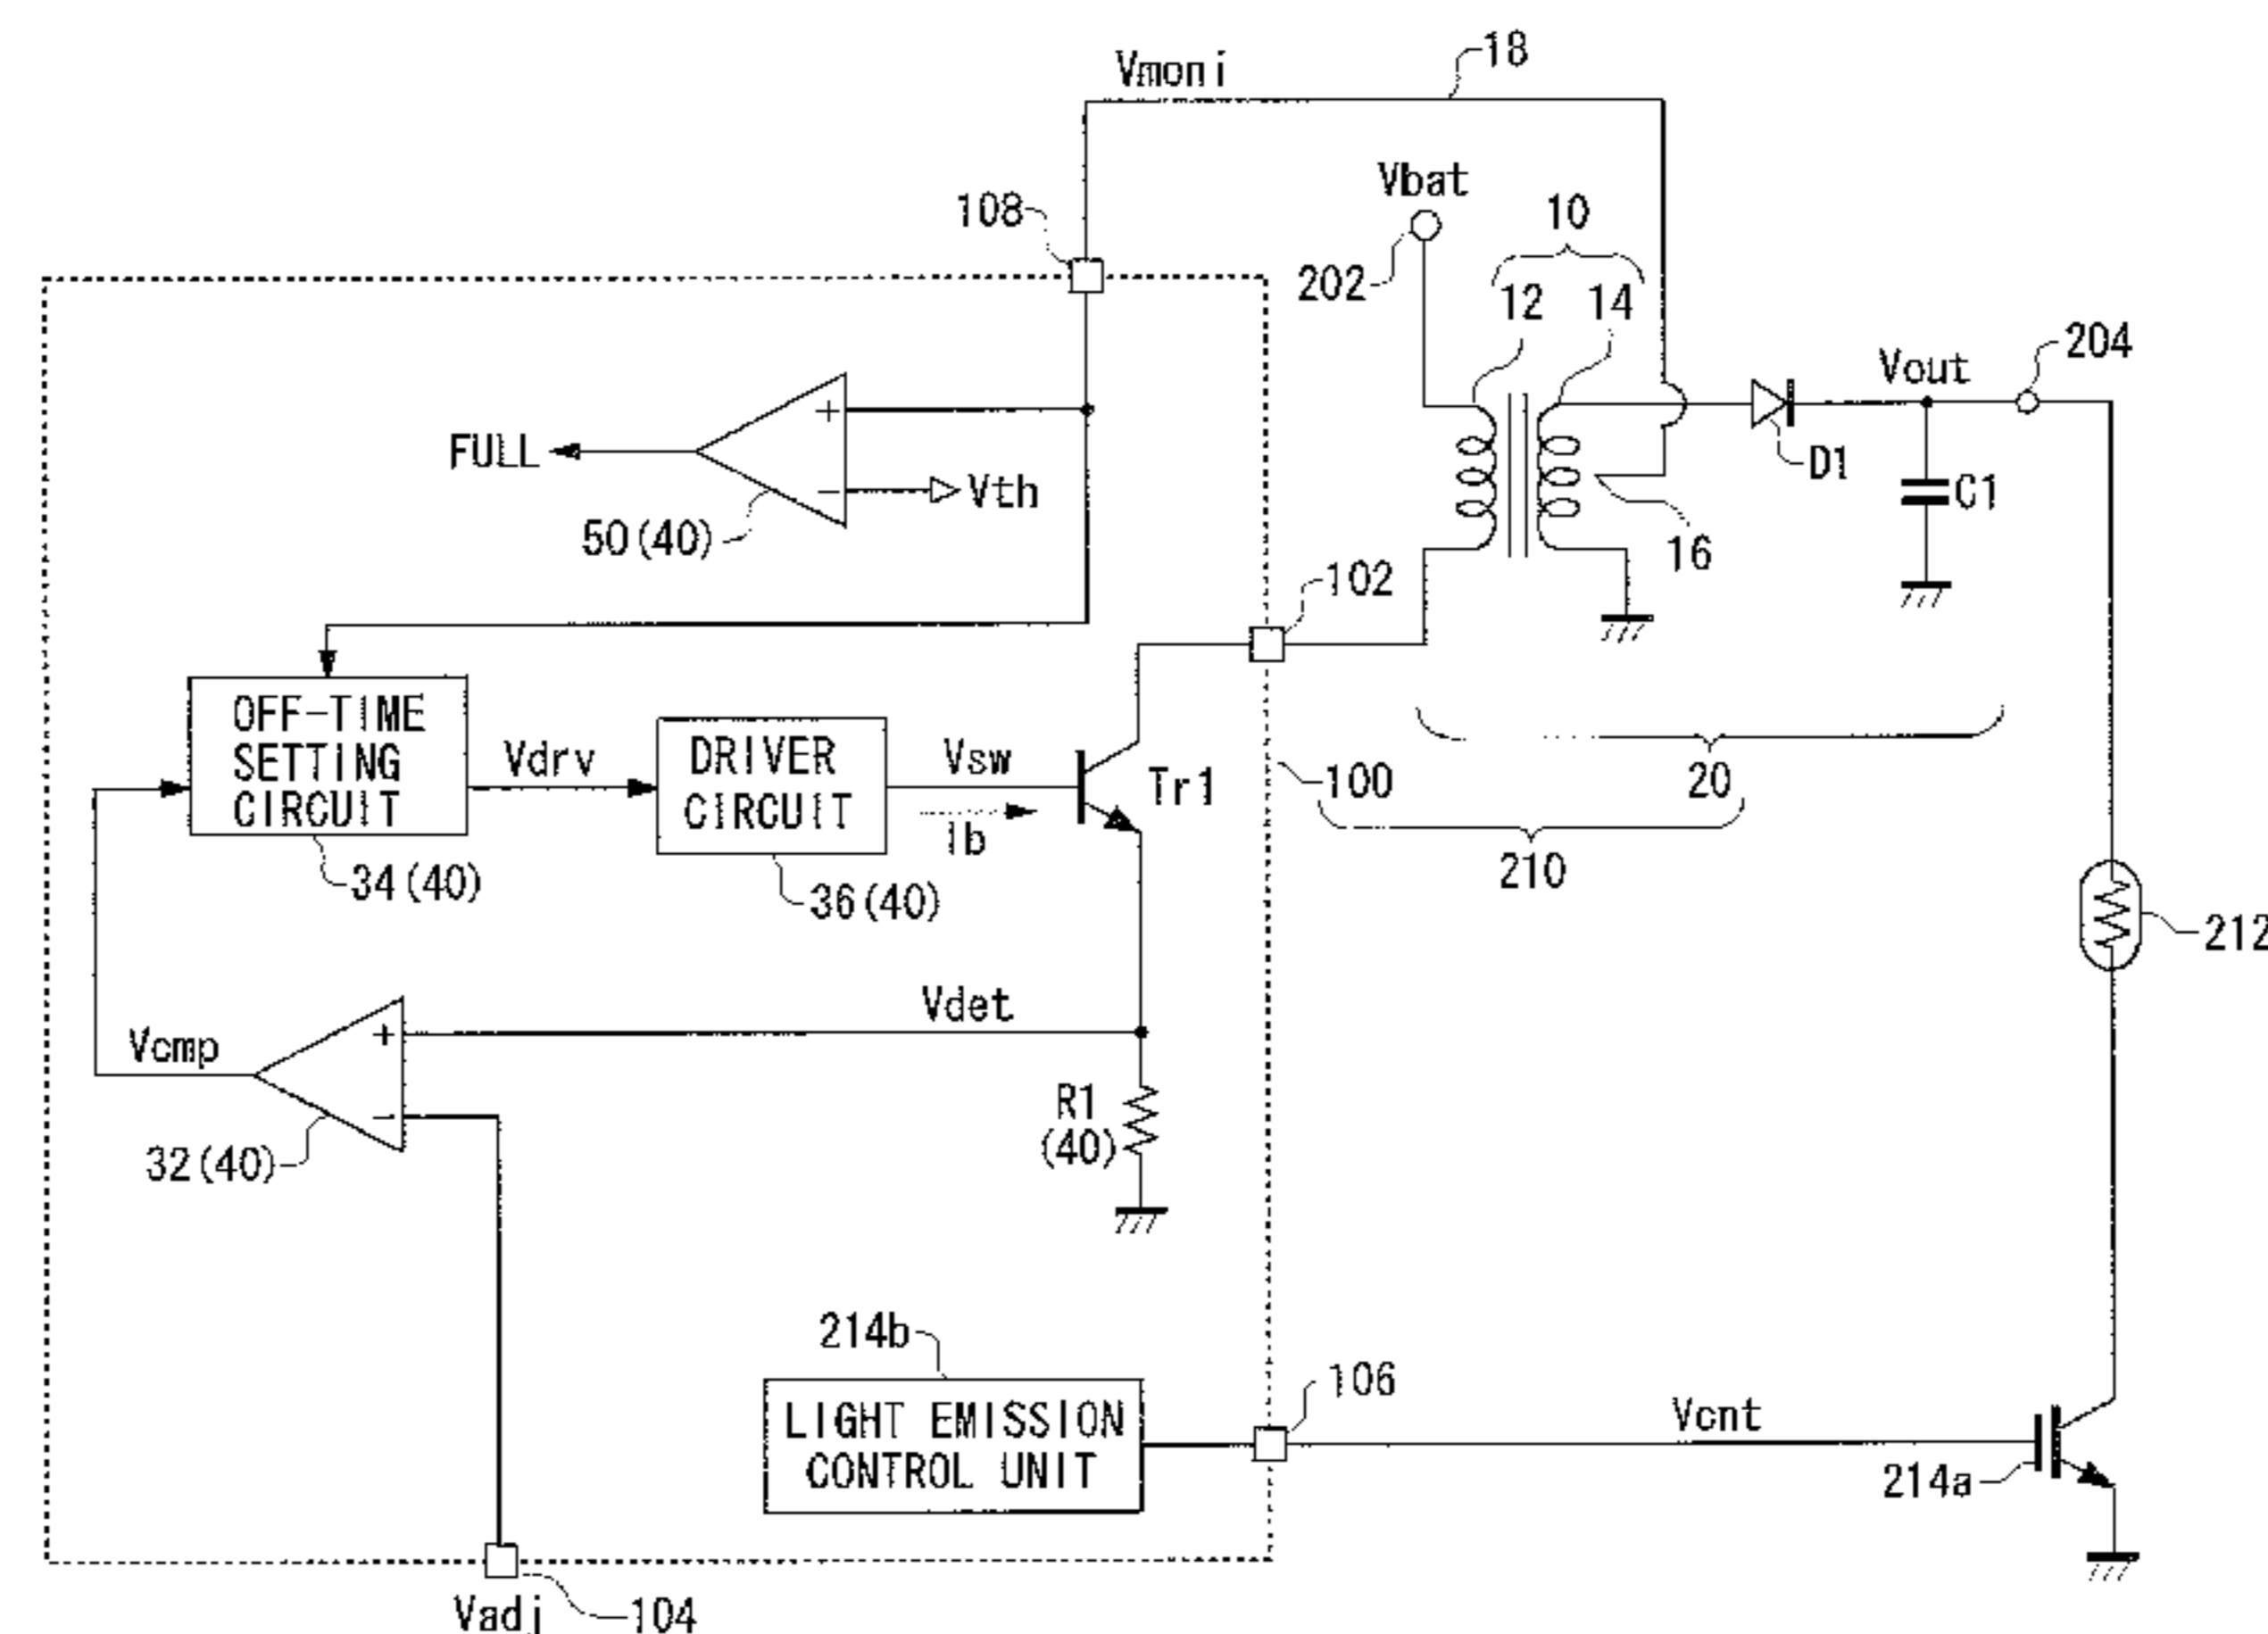 Vmoni
18
Vbat
108
10
202
12
14
204
Vout
+
FULL
−
Vth
D1
C1
50(40)
16
102
OFF-TIME
SETTING
CIRCUIT
Vdrv
DRIVER
CIRCUIT
Vsw
Ib
Tr1
100
20
34(40)
36(40)
210
212
Vdet
+
Vcmp
−
R1
(40)
32(40)
214b
106
LIGHT EMISSION
CONTROL UNIT
Vcnt
214a
Vadj
104